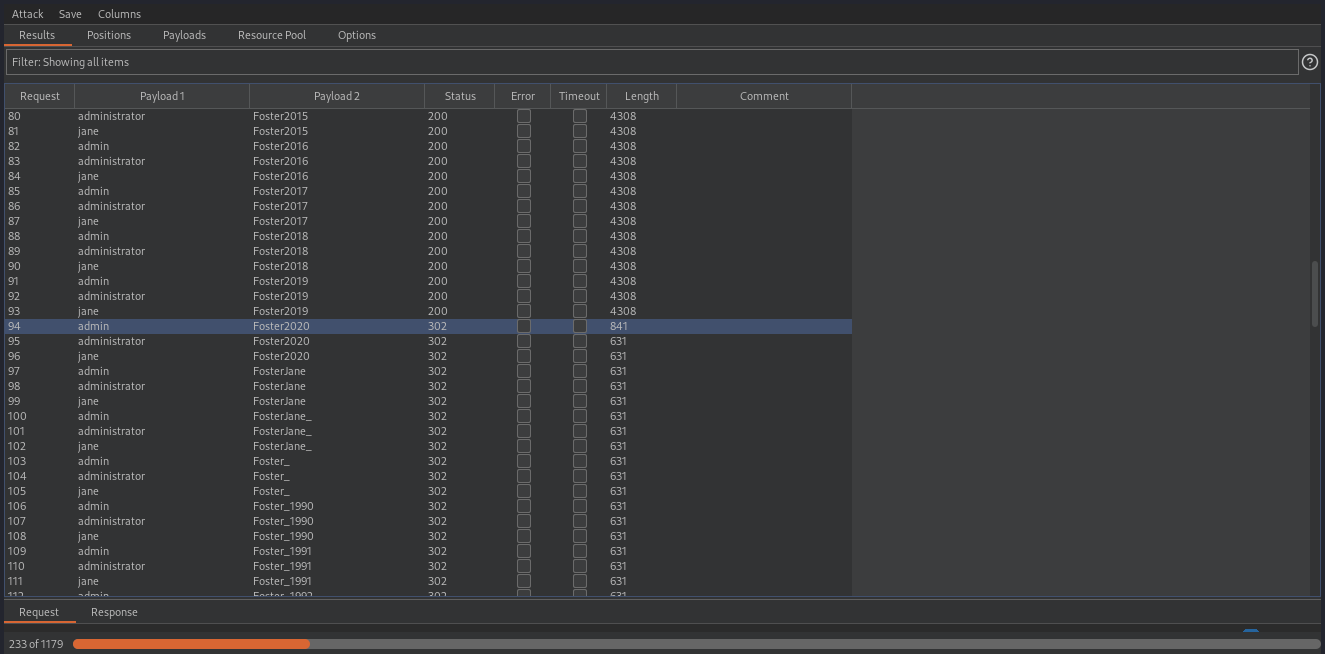 Attack Save Columns
Results Positions Payloads Resource Pool Options
Filter: Showing all items ?
Request Payload 1 Payload 2 Status Error Timeout Length Comment
80 administrator Foster2015 200 4308
81 jane Foster2015 200 4308
82 admin Foster2016 200 4308
83 administrator Foster2016 200 4308
84 jane Foster2016 200 4308
85 admin Foster2017 200 4308
86 administrator Foster2017 200 4308
87 jane Foster2017 200 4308
88 admin Foster2018 200 4308
89 administrator Foster2018 200 4308
90 jane Foster2018 200 4308
91 admin Foster2019 200 4308
92 administrator Foster2019 200 4308
93 jane Foster2019 200 4308
94 admin Foster2020 302 841
95 administrator Foster2020 302 631
96 jane Foster2020 302 631
97 admin FosterJane 302 631
98 administrator FosterJane 302 631
99 jane FosterJane 302 631
100 admin FosterJane_ 302 631
101 administrator FosterJane_ 302 631
102 jane FosterJane_ 302 631
103 admin Foster_ 302 631
104 administrator Foster_ 302 631
105 jane Foster_ 302 631
106 admin Foster_1990 302 631
107 administrator Foster_1990 302 631
108 jane Foster_1990 302 631
109 admin Foster_1991 302 631
110 administrator Foster_1991 302 631
111 jane Foster_1991 302 631
112 admin Foster_1992 302 631
Request Response
233 of 1179